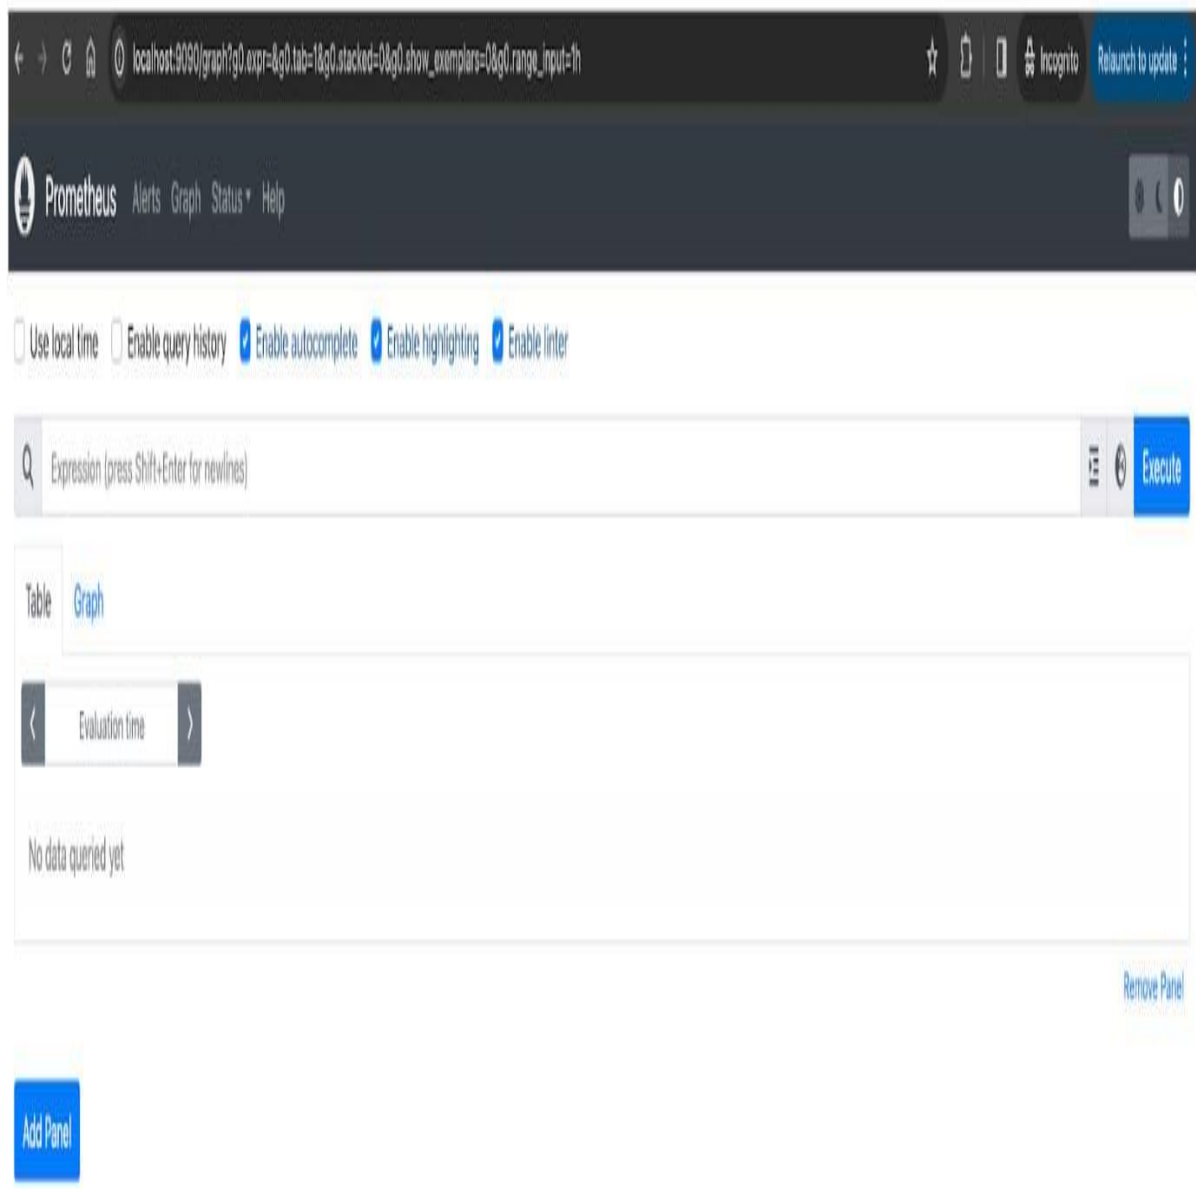 localhost:9090/graph?g0.expr=&g0.tab=1&g0.stacked=0&g0.show_exemplars=0&g0.range_input=1h Incognito Relaunch to update
Prometheus Alerts Graph Status Help
Use local time Enable query history Enable autocomplete Enable highlighting Enable linter
Expression (press Shift+Enter for newlines) Execute
Table Graph
Evaluation time
No data queried yet
Remove Panel
Add Panel